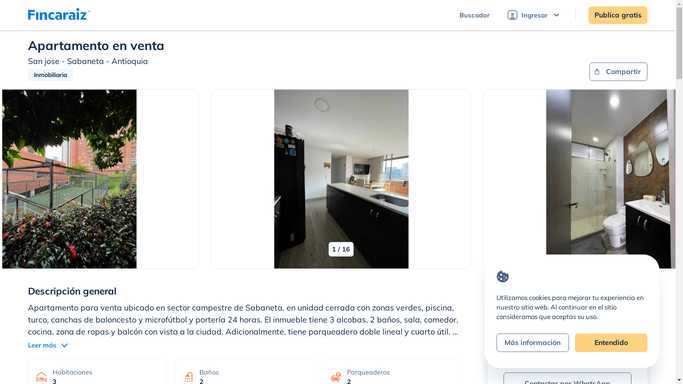 Fincaraiz
Buscador
Ingresar
Publica gratis
Apartamento en venta
San jose - Sabaneta - Antioquia
Inmobiliaria
Compartir
1 / 16
Descripción general
Apartamento para venta ubicado en sector campestre de Sabaneta, en unidad cerrada con zonas verdes, piscina,
turco, canchas de baloncesto y microfútbol y portería 24 horas. El inmueble tiene 3 alcobas, 2 baños, sala, comedor,
cocina, zona de ropas y balcón con vista a la ciudad. Adicionalmente, tiene parqueadero doble lineal y cuarto útil. ...
Leer más
Habitaciones
3
Baños
2
Parqueaderos
2
Utilizamos cookies para mejorar tu experiencia en
nuestro sitio web. Al continuar en el sitio
consideramos que aceptas su uso.
Más información
Entendido
Contactar por WhatsApp